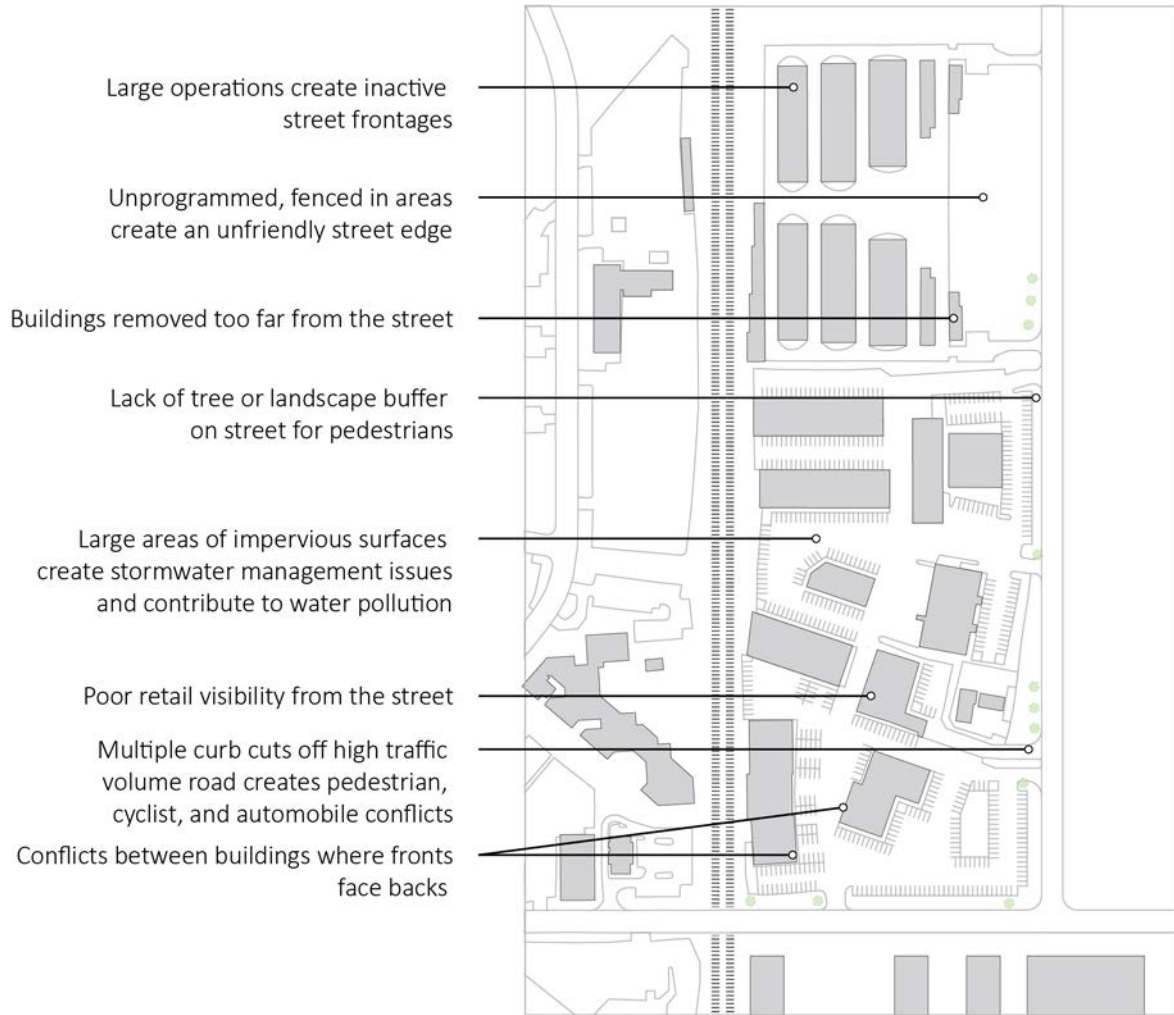 Large operations create inactive
street frontages
Unprogrammed, fenced in areas
create an unfriendly street edge
Buildings removed too far from the street
Lack of tree or landscape buffer
on street for pedestrians
Large areas of impervious surfaces
create stormwater management issues
and contribute to water pollution
Poor retail visibility from the street
Multiple curb cuts off high traffic
volume road creates pedestrian,
cyclist, and automobile conflicts
Conflicts between buildings where fronts
face backs